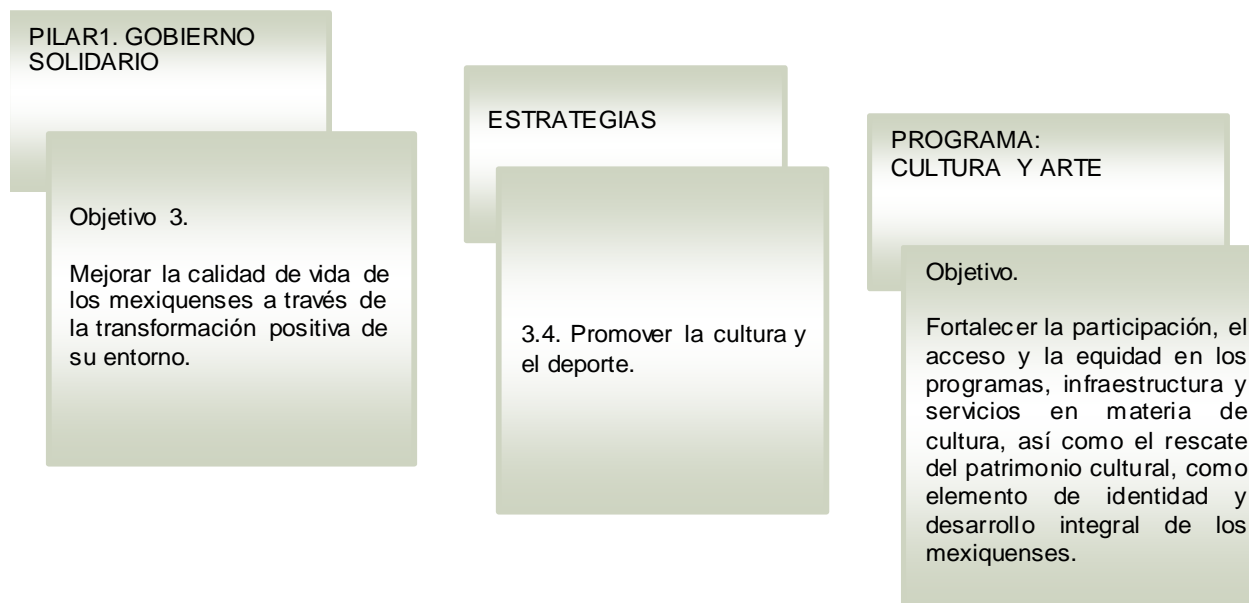 PILAR1. GOBIERNO
SOLIDARIO
Objetivo 3.
Mejorar la calidad de vida de
los mexiquenses a través de
la transformación positiva de
su entorno.
ESTRATEGIAS
3.4. Promover la cultura y
el deporte.
PROGRAMA:
CULTURA Y ARTE
Objetivo.
Fortalecer la participación, el
acceso y la equidad en los
programas, infraestructura y
servicios en materia de
cultura, así como el rescate
del patrimonio cultural, como
elemento de identidad y
desarrollo integral de los
mexiquenses.